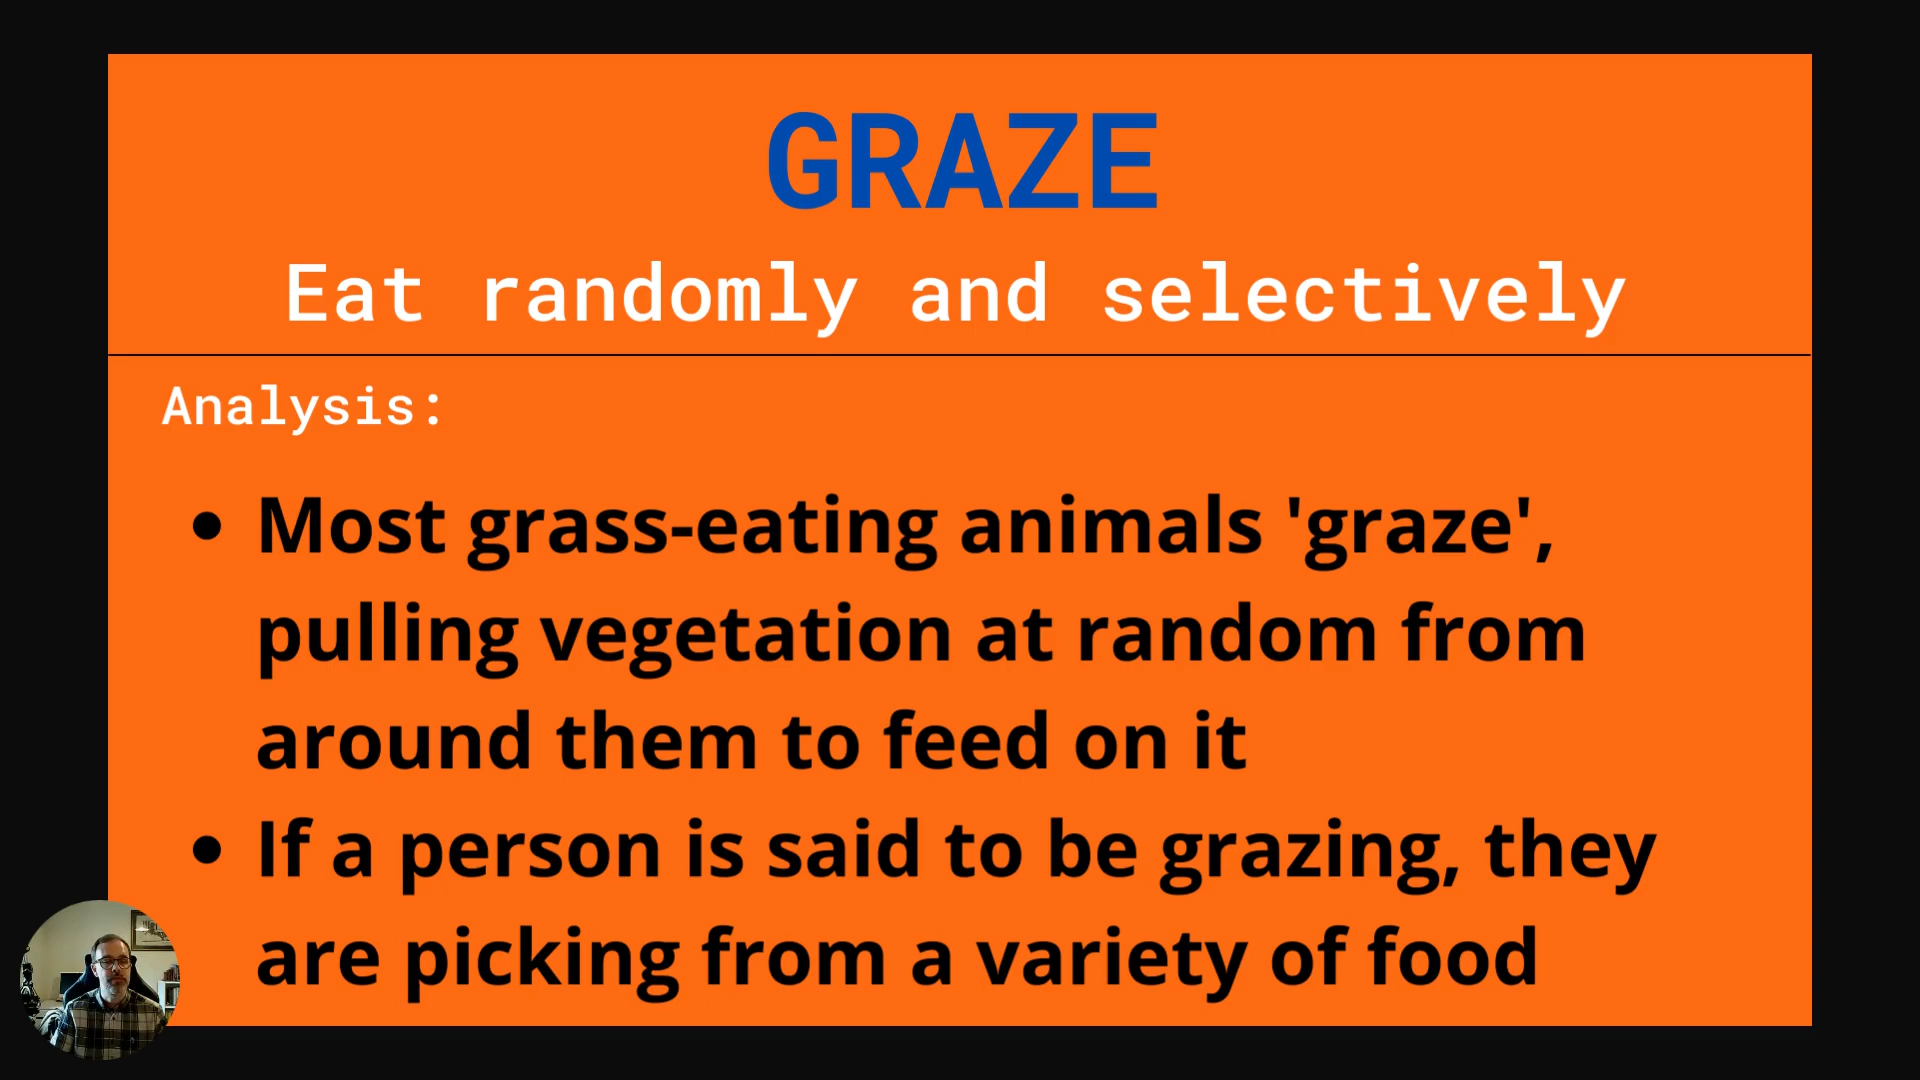 GRAZE
Eat randomly and selectively
Analysis:
• Most grass-eating animals 'graze',
pulling vegetation at random from
around them to feed on it
• If a person is said to be grazing, they
are picking from a variety of food